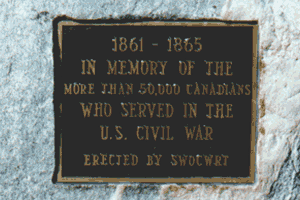 1861 - 1865
IN MEMORY OF THE
MORE THAN 50,000 CANADIANS
WHO SERVED IN THE
U.S. CIVIL WAR
ERECTED BY SWOCWRT